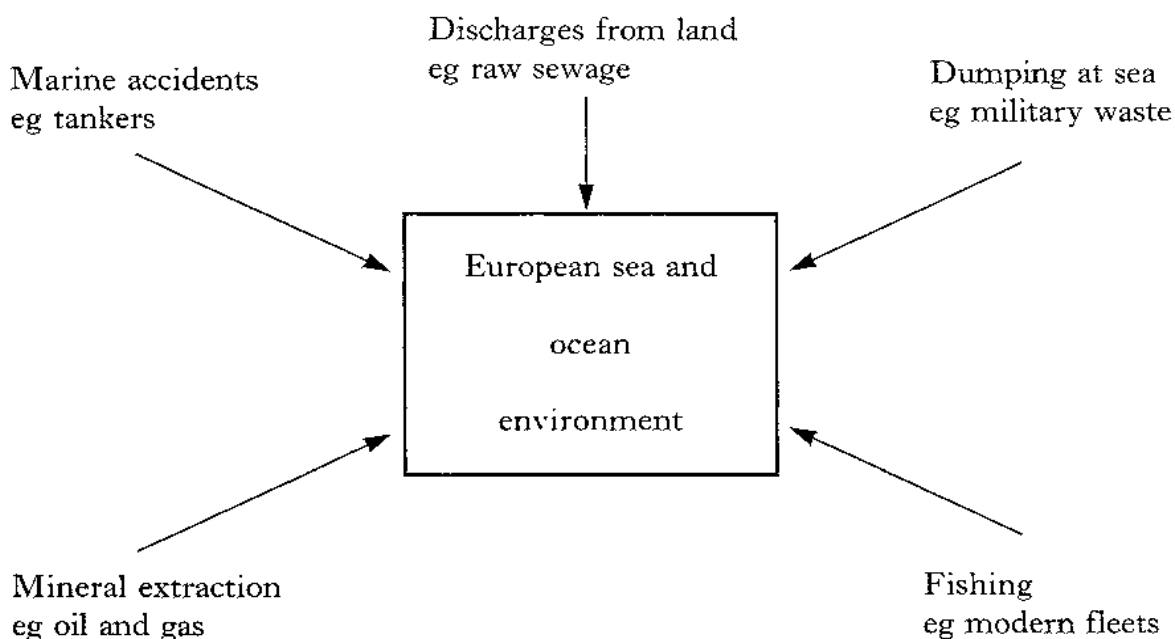 Discharges from land
eg raw sewage
Marine accidents
eg tankers
Dumping at sea
eg military waste
European sea and
ocean
environment
Mineral extraction
eg oil and gas
Fishing
eg modern fleets